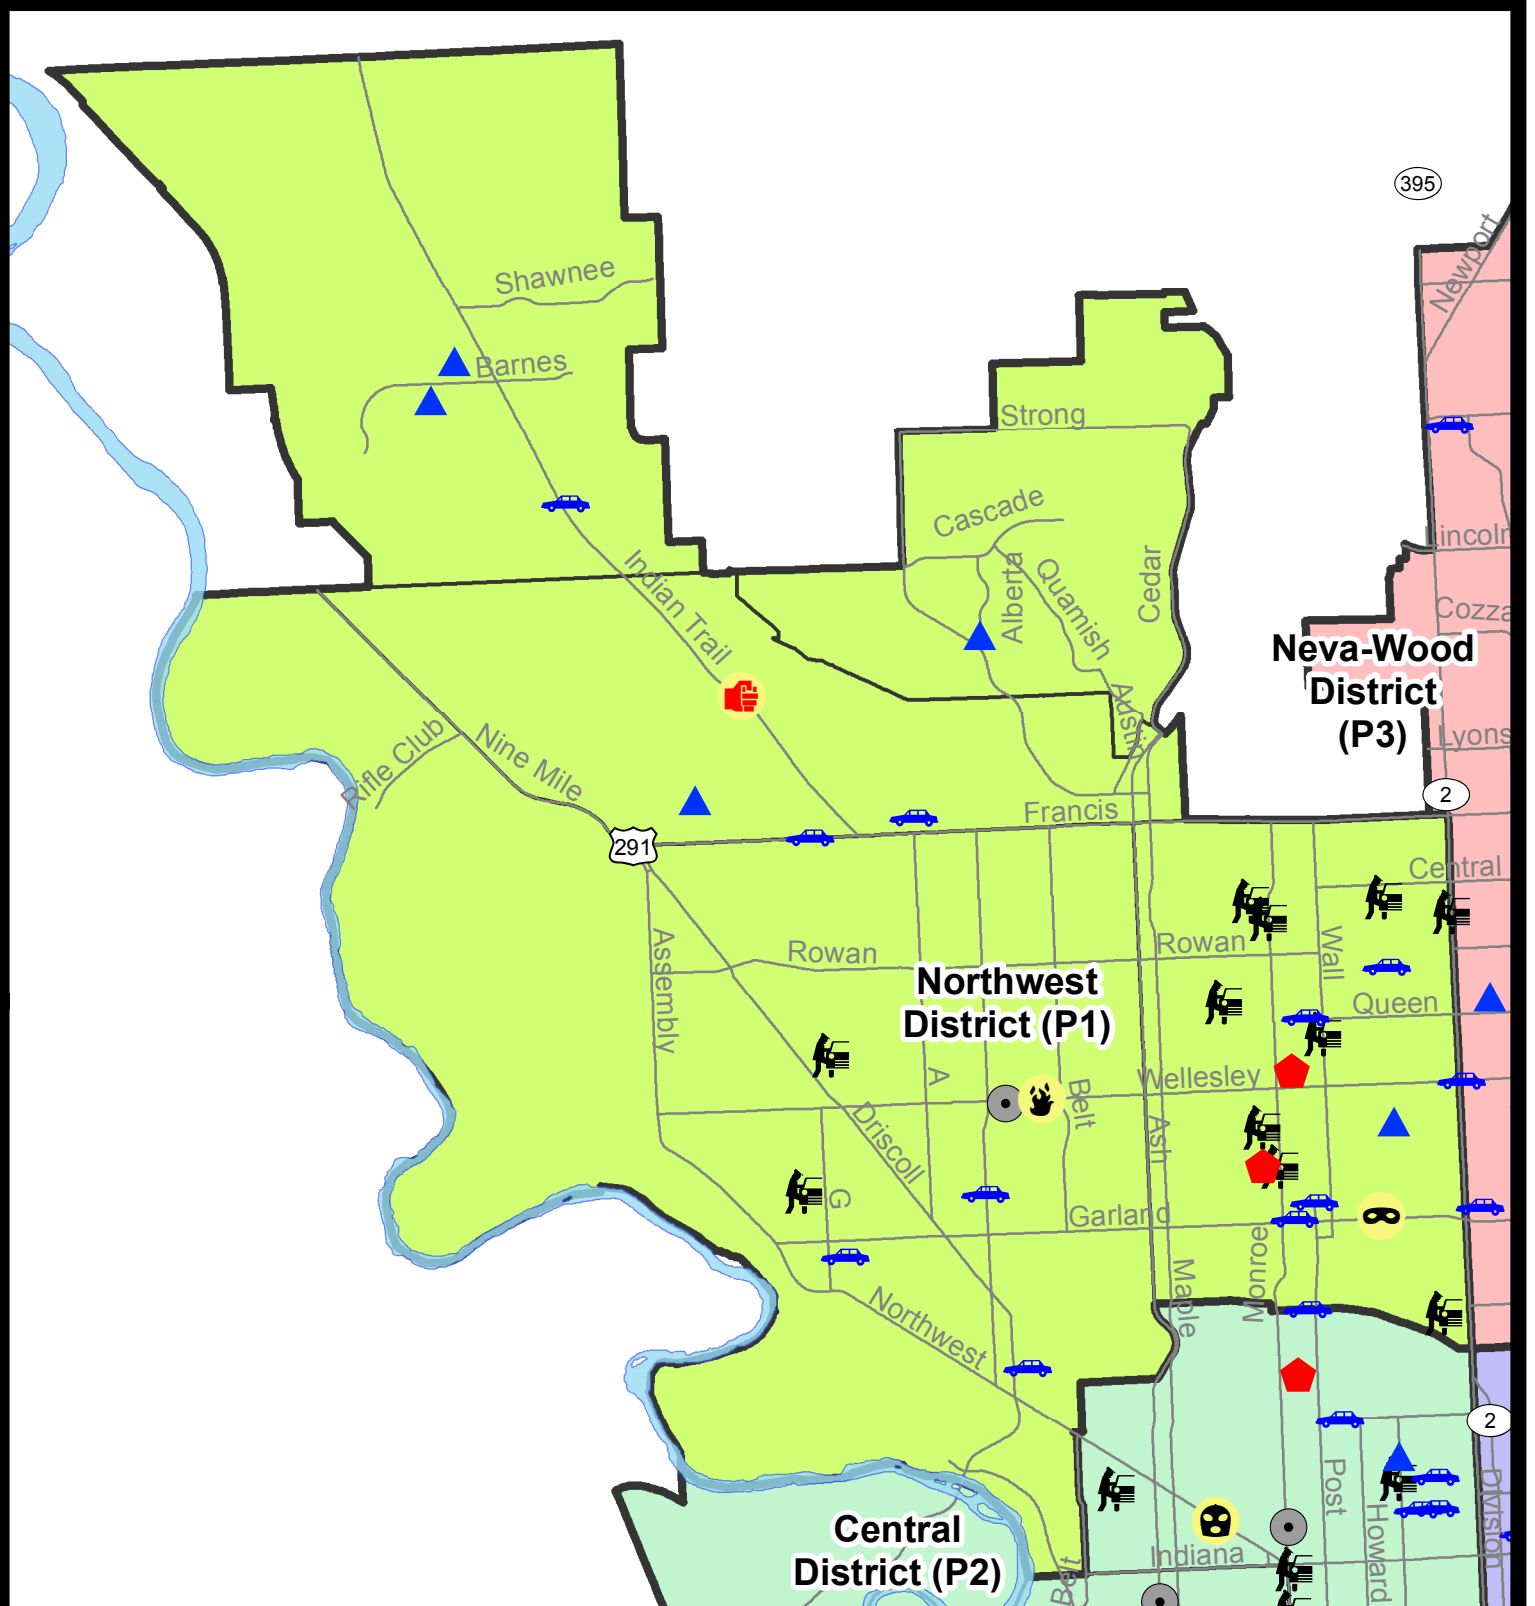 395
Newport
Shawnee
Barnes
Strong
Cascade
Lincoln
Indian Trail
Alberta
Quamish
Cedar
Cozza
Neva-Wood
District
(P3)
Austin
Rifle Club
Nine Mile
Lyons
2
Francis
291
Central
Assembly
Rowan
Rowan
Wall
Northwest
District (P1)
Queen
A
Belt
Wellesley
Driscoll
Ash
G
Garland
Monroe
Maple
Northwest
2
Post
Howard
Division
Central
District (P2)
Indiana
Belt